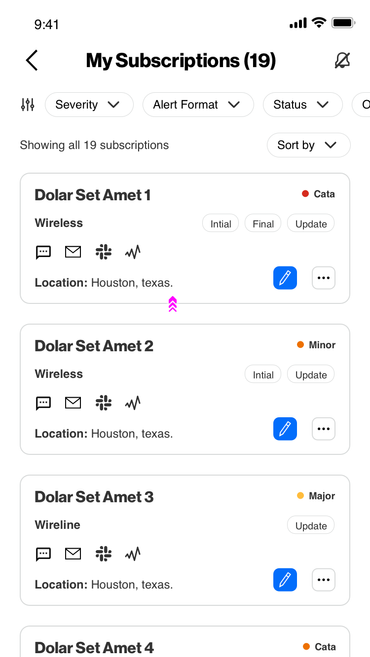 9:41
My Subscriptions (19)
Severity Alert Format Status
Showing all 19 subscriptions Sort by
Dolar Set Amet 1 Cata
Wireless Intial Final Update
Location: Houston, texas.
Dolar Set Amet 2 Minor
Wireless Intial Update
Location: Houston, texas.
Dolar Set Amet 3 Major
Wireline Update
Location: Houston, texas.
Dolar Set Amet 4 Cata